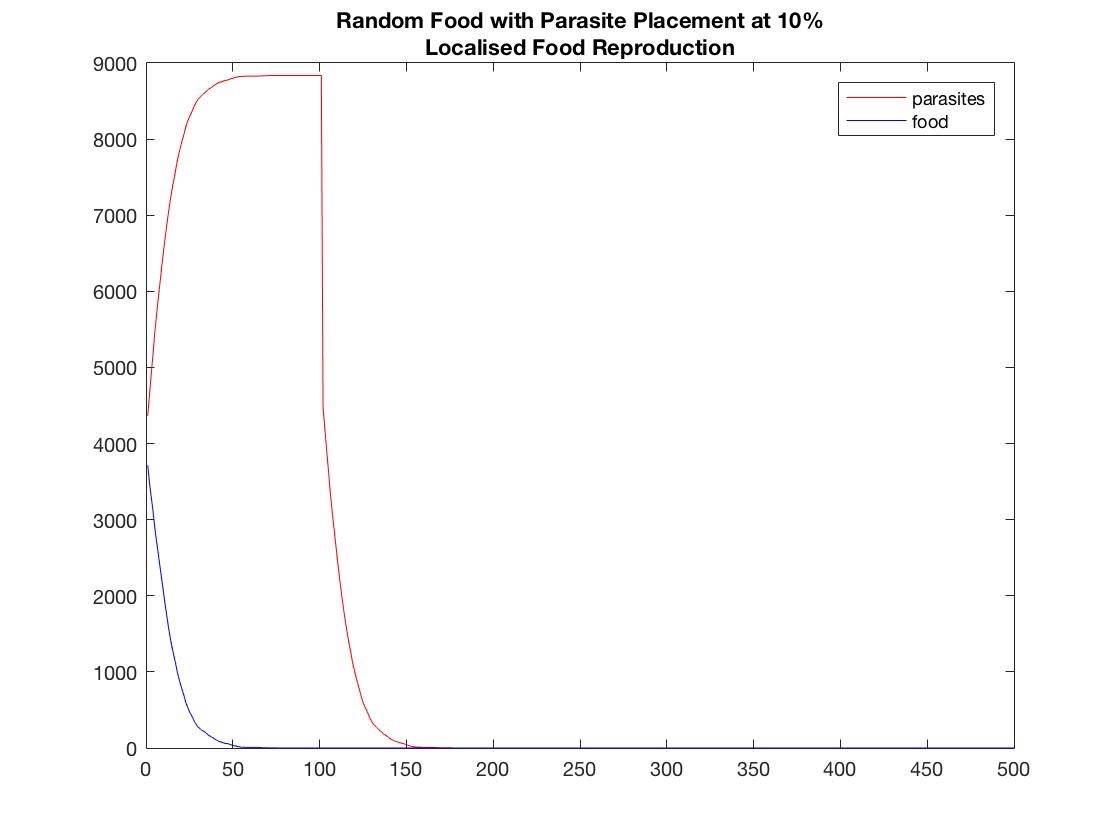 Random Food with Parasite Placement at 10%
Localised Food Reproduction
9000
8000
7000
6000
5000
4000
3000
2000
1000
0
parasites
food
0 50 100 150 200 250 300 350 400 450 500